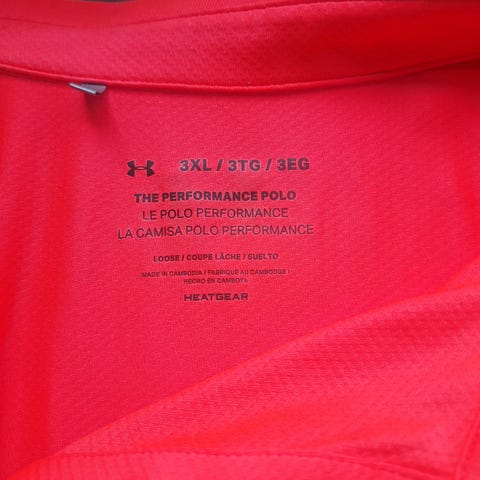 3XL / 3TG / 3EG
THE PERFORMANCE POLO
LE POLO PERFORMANCE
LA CAMISA POLO PERFORMANCE
LOOSE / COUPE LÂCHE / SUELTO
MADE IN CAMBODIA / FABRIQUÉ AU CAMBODGE /
HECHO EN CAMBOYA
HEATGEAR